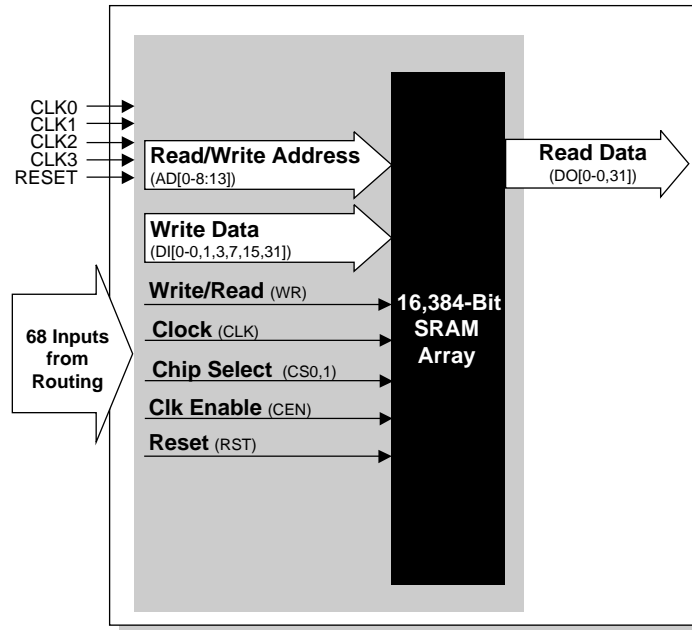 CLK0
CLK1
CLK2
CLK3
RESET
Read/Write Address
(AD[0-8:13])
Read Data
(DO[0-0,31])
Write Data
(DI[0-0,1,3,7,15,31])
Write/Read (WR)
16,384-Bit
SRAM
Array
68 Inputs
from
Routing
Clock (CLK)
Chip Select (CS0,1)
Clk Enable (CEN)
Reset (RST)